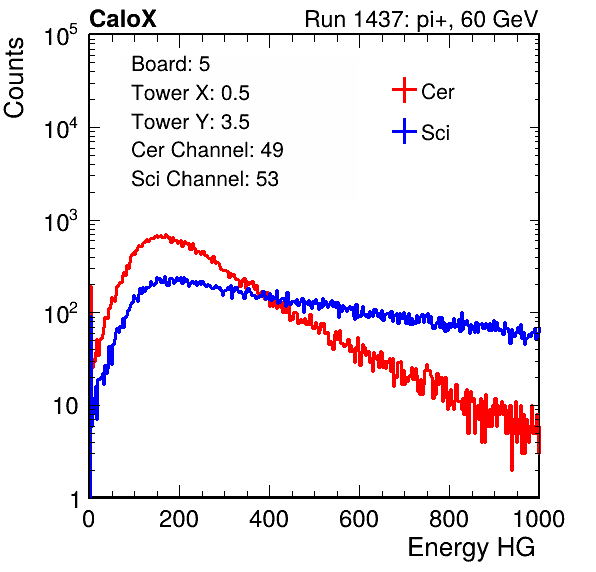 CaloX Run 1437: pi+, 60 GeV
Board: 5
Tower X: 0.5
Tower Y: 3.5
Cer Channel: 49
Sci Channel: 53
Cer
Sci
Counts
10^5
10^4
10^3
10^2
10
1
0 200 400 600 800 1000
Energy HG